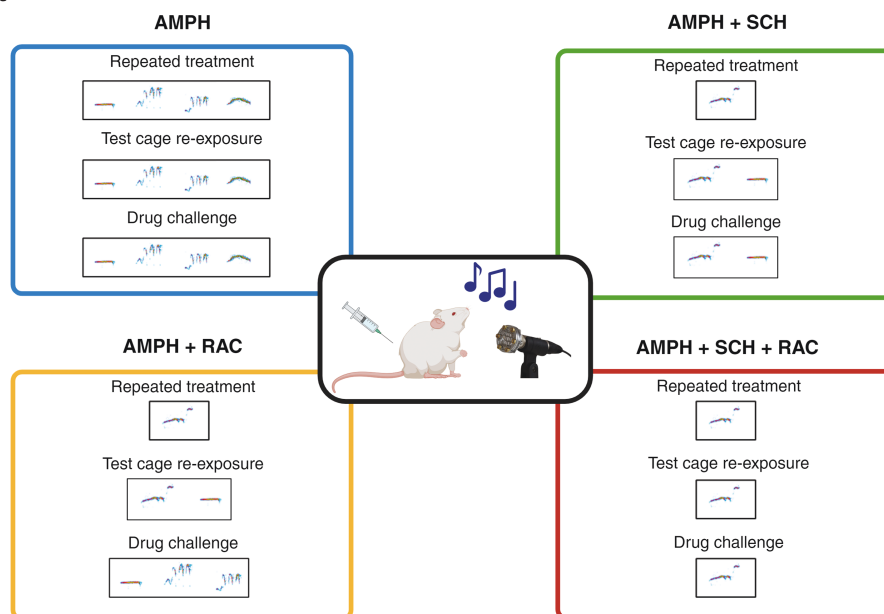 AMPH
Repeated treatment
Test cage re-exposure
Drug challenge
AMPH + SCH
Repeated treatment
Test cage re-exposure
Drug challenge
AMPH + RAC
Repeated treatment
Test cage re-exposure
Drug challenge
AMPH + SCH + RAC
Repeated treatment
Test cage re-exposure
Drug challenge